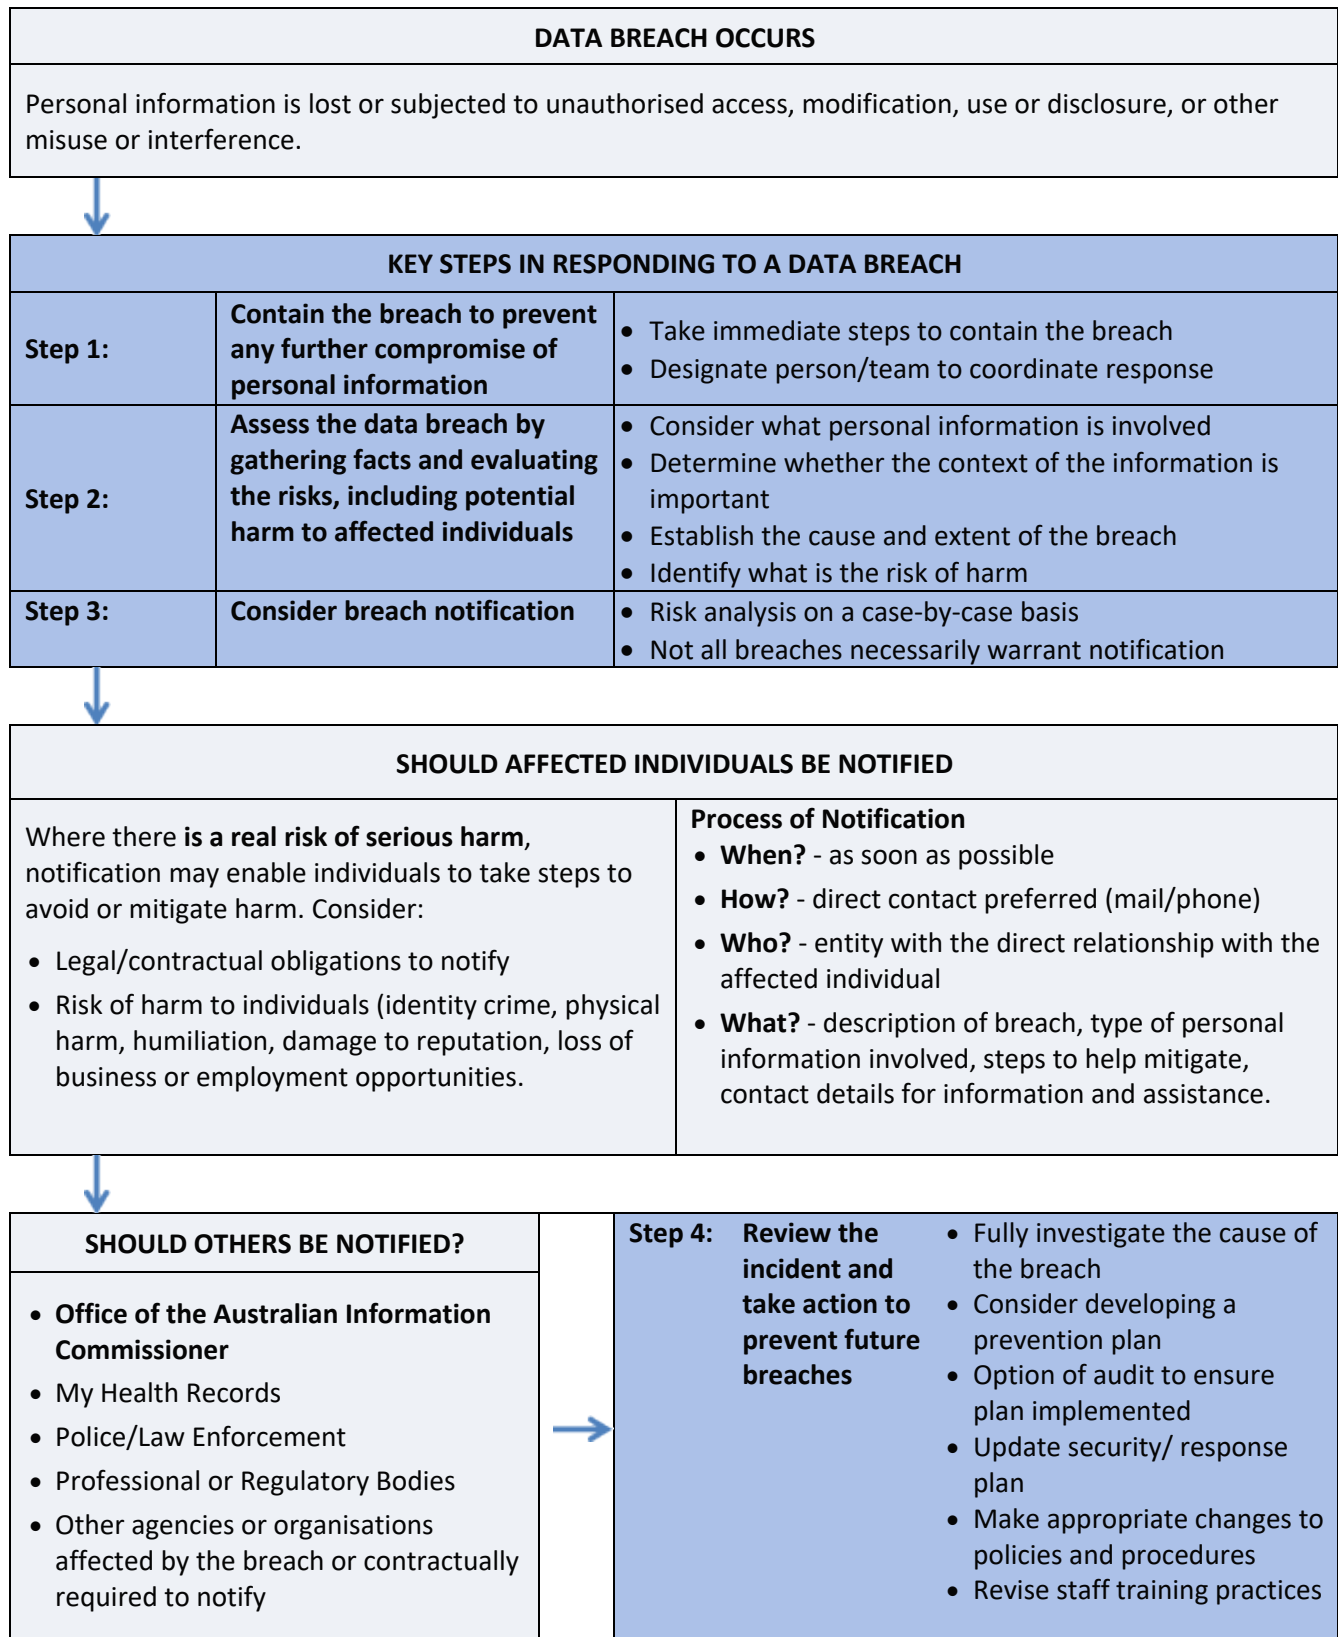 DATA BREACH OCCURS
Personal information is lost or subjected to unauthorised access, modification, use or disclosure, or other
misuse or interference.
KEY STEPS IN RESPONDING TO A DATA BREACH
Step 1:
Contain the breach to prevent
any further compromise of
personal information
• Take immediate steps to contain the breach
• Designate person/team to coordinate response
Step 2:
Assess the data breach by
gathering facts and evaluating
the risks, including potential
harm to affected individuals
• Consider what personal information is involved
• Determine whether the context of the information is
important
• Establish the cause and extent of the breach
• Identify what is the risk of harm
Step 3:
Consider breach notification
• Risk analysis on a case-by-case basis
• Not all breaches necessarily warrant notification
SHOULD AFFECTED INDIVIDUALS BE NOTIFIED
Where there is a real risk of serious harm,
notification may enable individuals to take steps to
avoid or mitigate harm. Consider:
• Legal/contractual obligations to notify
• Risk of harm to individuals (identity crime, physical
harm, humiliation, damage to reputation, loss of
business or employment opportunities.
Process of Notification
• When? - as soon as possible
• How? - direct contact preferred (mail/phone)
• Who? - entity with the direct relationship with the
affected individual
• What? - description of breach, type of personal
information involved, steps to help mitigate,
contact details for information and assistance.
SHOULD OTHERS BE NOTIFIED?
• Office of the Australian Information
Commissioner
• My Health Records
• Police/Law Enforcement
• Professional or Regulatory Bodies
• Other agencies or organisations
affected by the breach or contractually
required to notify
Step 4:
Review the
incident and
take action to
prevent future
breaches
• Fully investigate the cause of
the breach
• Consider developing a
prevention plan
• Option of audit to ensure
plan implemented
• Update security/ response
plan
• Make appropriate changes to
policies and procedures
• Revise staff training practices